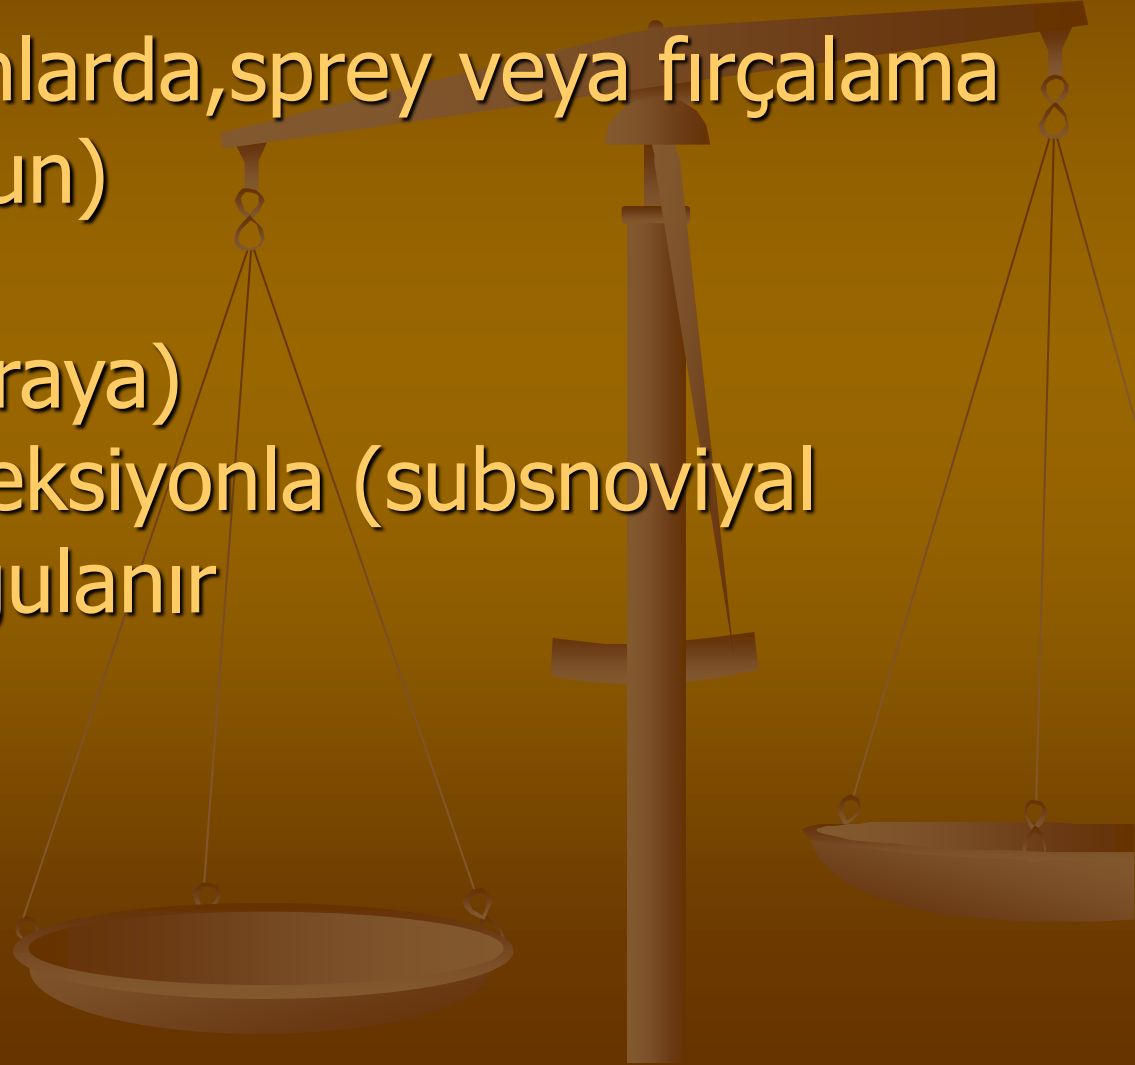 nlarda,sprey veya fırçalama
un)
raya)
eksiyonla (subsnoviyal
gulanır